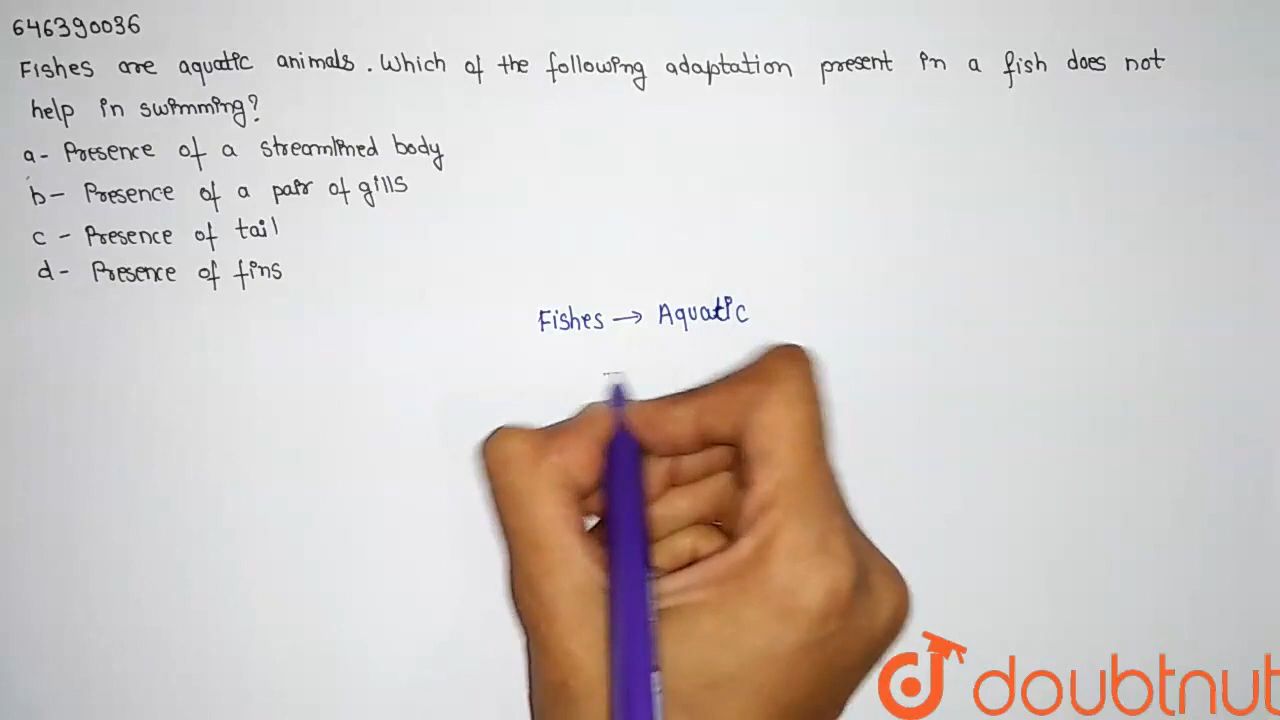 646390036
Fishes are aquatic animals. Which of the following adaptation present in a fish does not
help in swimming?
a- Presence of a streamlined body
b- Presence of a pair of gills
c - Presence of tail
d- Presence of fins
Fishes → Aquatic
doubtnut